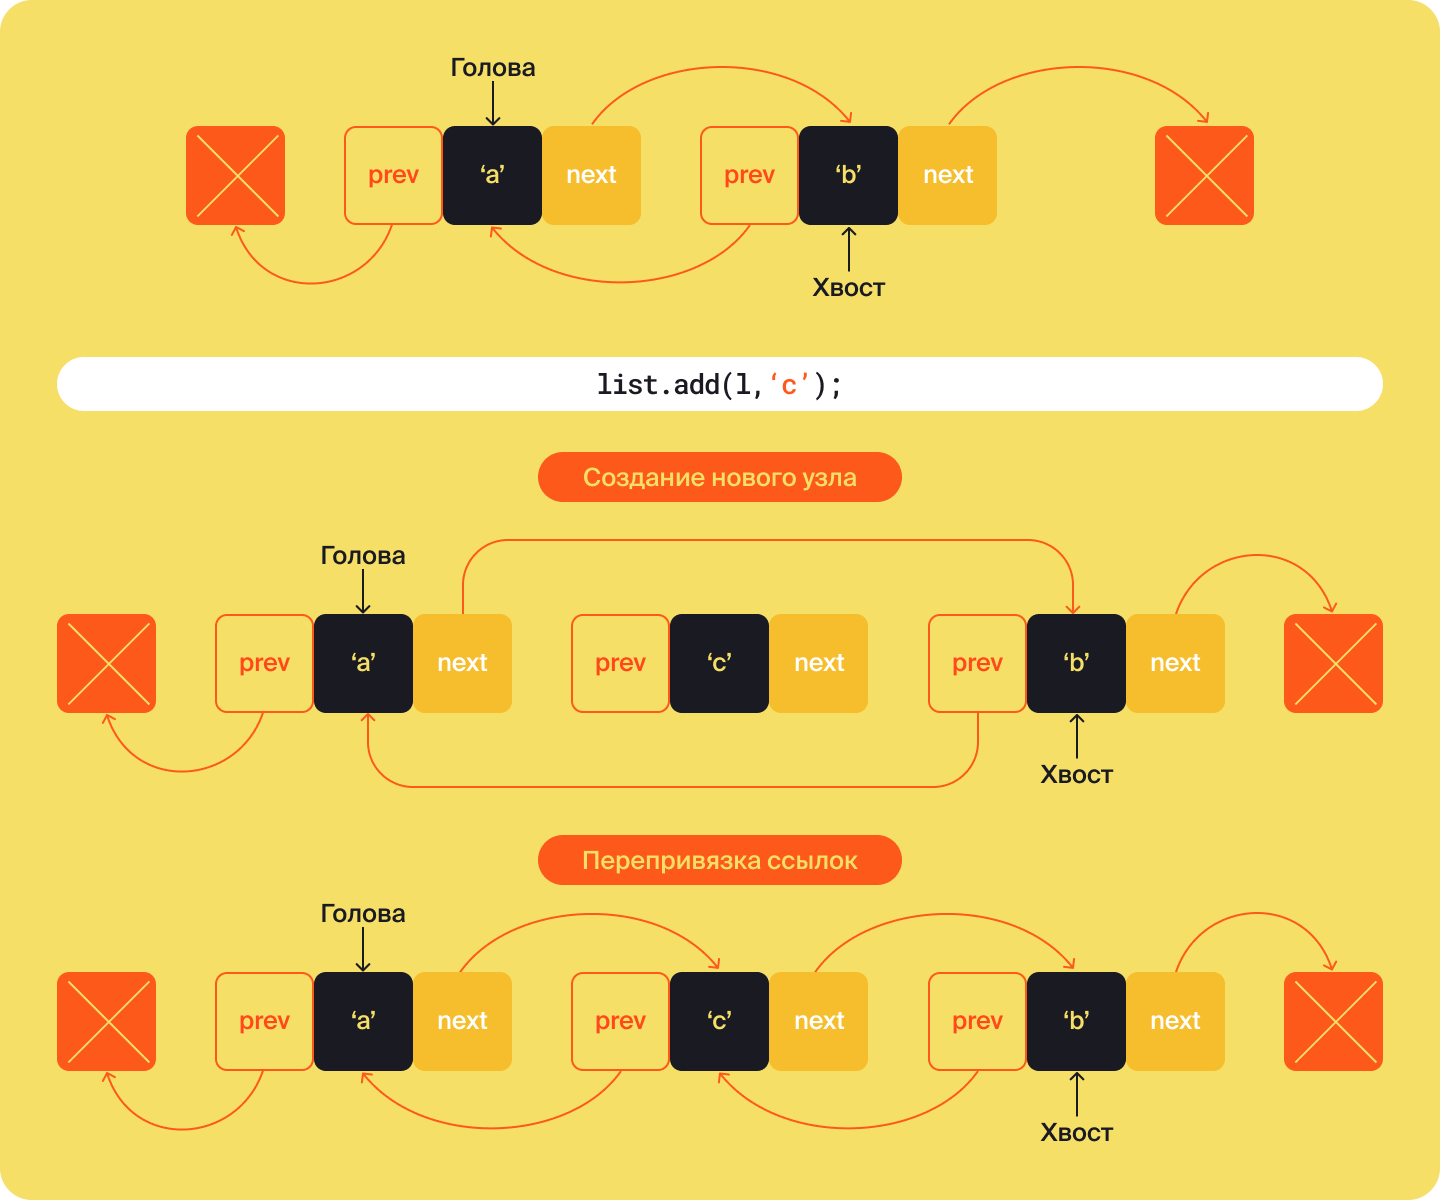 Голова
prev ‘a’ next prev ‘b’ next
Хвост
list.add(l,‘c’);
Создание нового узла
Голова
prev ‘a’ next prev ‘c’ next prev ‘b’ next
Хвост
Перепривязка ссылок
Голова
prev ‘a’ next prev ‘c’ next prev ‘b’ next
Хвост